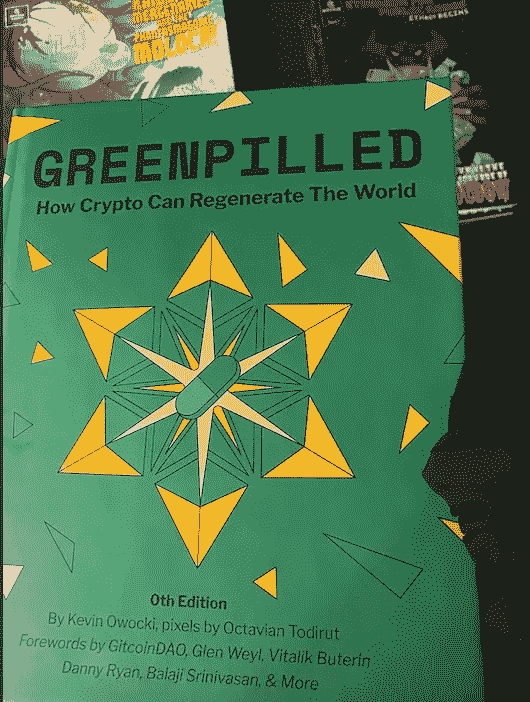 MOLOCH
GREENPILLED
How Crypto Can Regenerate The World
0th Edition
By Kevin Owocki, pixels by Octavian Todirut
Forewords by GitcoinDAO, Glen Weyl, Vitalik Buterin
Danny Ryan, Balaji Srinivasan, & More